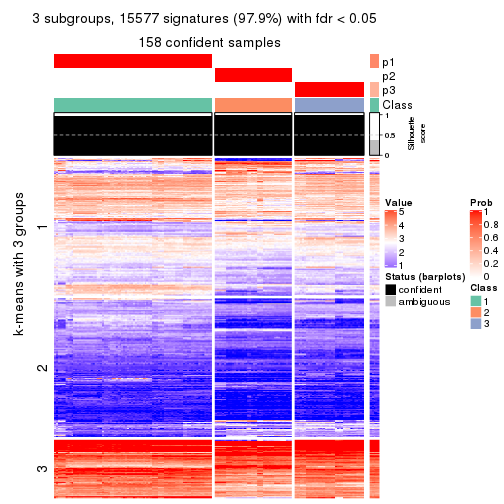 3 subgroups, 15577 signatures (97.9%) with fdr < 0.05
158 confident samples
p1
p2
p3
Class
1
0.5
0
Silhouette
score
k-means with 3 groups
1
2
3
Value
5
4
3
2
1
Status (barplots)
confident
ambiguous
Prob
1
0.8
0.6
0.4
0.2
0
Class
1
2
3